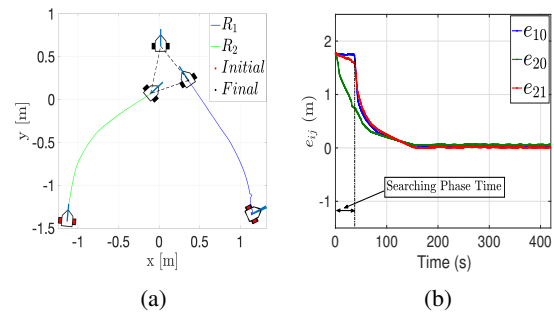 1
0.5
0
-0.5
-1
-1.5
y [m]
-1
-0.5
0
0.5
1
x [m]
R1
R2
Initial
Final
(a)
2
1
0
-1
e_ij (m)
0
100
200
300
400
Time (s)
e10
e20
e21
Searching Phase Time
(b)